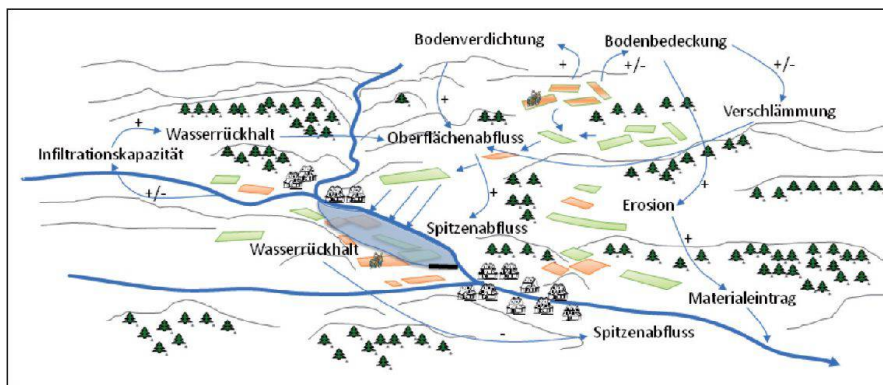 Bodenverdichtung
Bodenbedeckung
+
+/-
+/-
+
Verschlämmung
+
Wasserrückhalt
Oberflächenabfluss
Infiltrationskapazität
+/-
+
+
Erosion
Spitzenabfluss
+
Wasserrückhalt
Materialeintrag
-
Spitzenabfluss